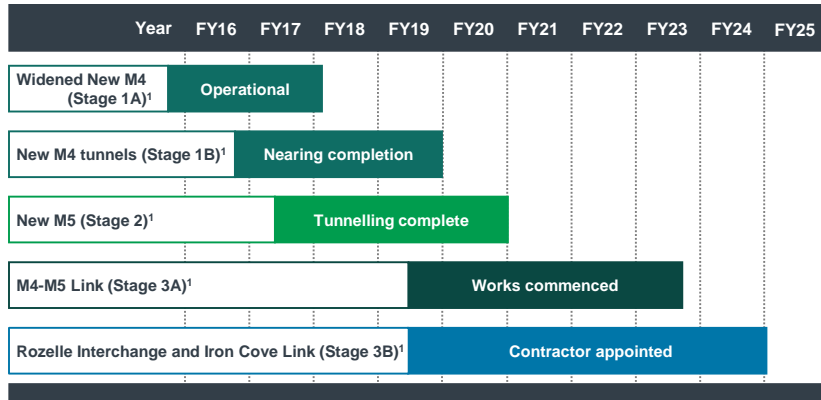 Year FY16 FY17 FY18 FY19 FY20 FY21 FY22 FY23 FY24 FY25
Widened New M4
(Stage 1A)¹ Operational
New M4 tunnels (Stage 1B)¹ Nearing completion
New M5 (Stage 2)¹ Tunnelling complete
M4-M5 Link (Stage 3A)¹ Works commenced
Rozelle Interchange and Iron Cove Link (Stage 3B)¹ Contractor appointed